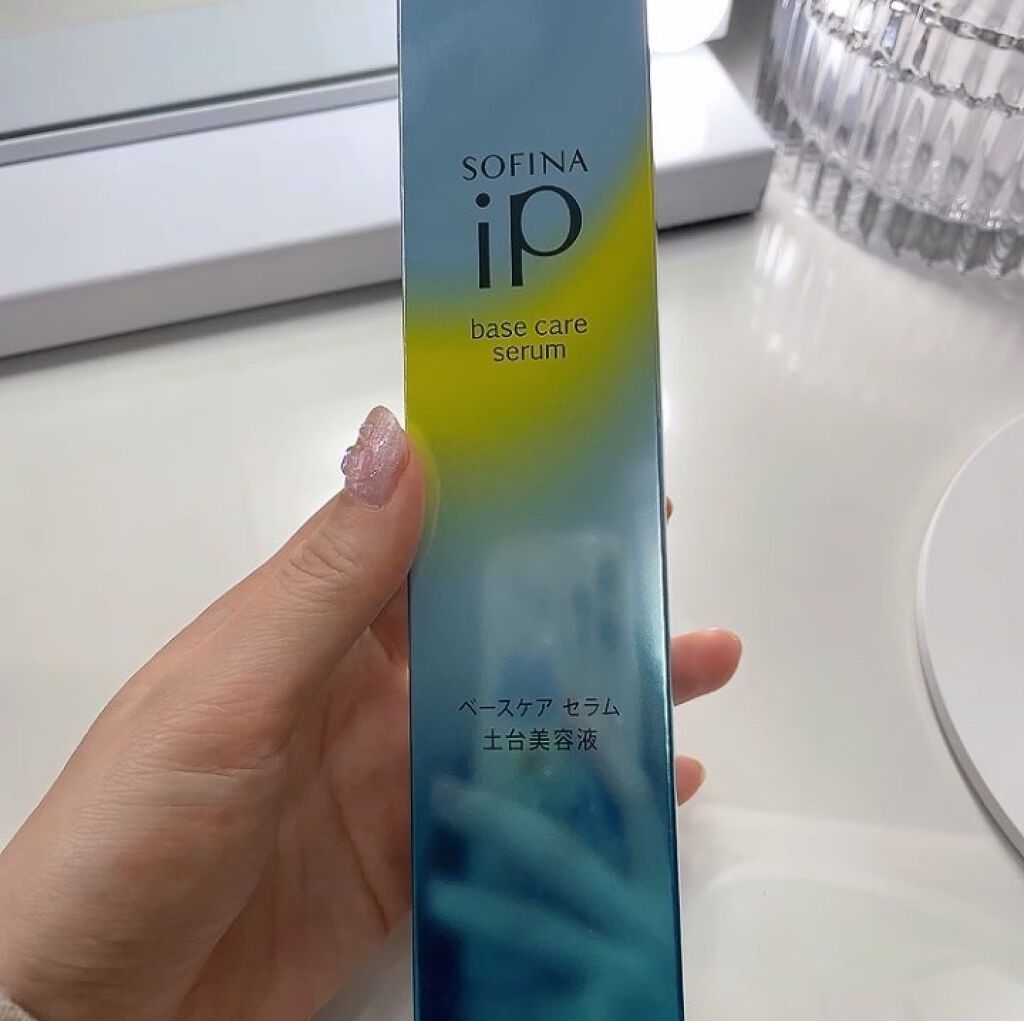 SOFINA
iP
base care
serum
ベースケア セラム
土台美容液